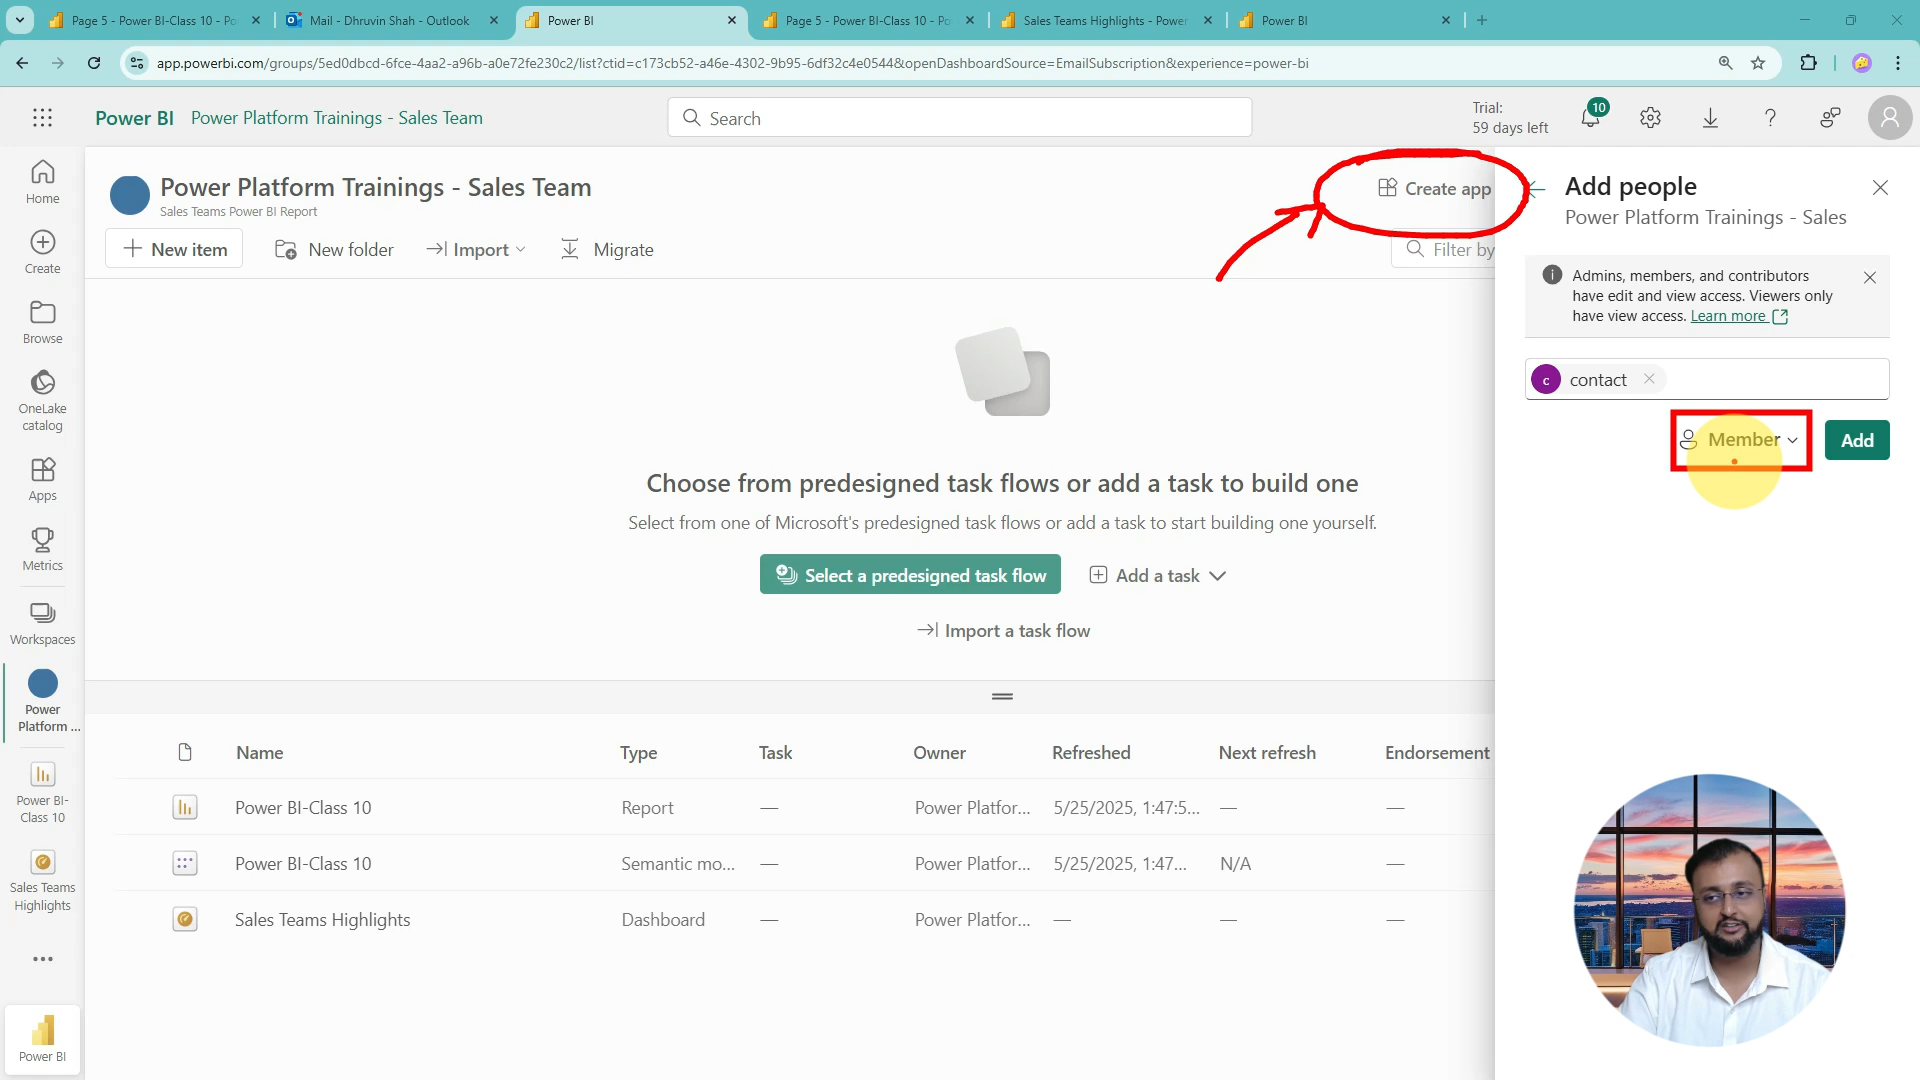 Page 5 - Power BI-Class 10 - Po
Mail - Dhruvin Shah - Outlook
Power BI
Page 5 - Power BI-Class 10 - Po
Sales Teams Highlights - Power
Power BI
app.powerbi.com/groups/5ed0dbcd-6fce-4aa2-a96b-a0e72fe230c2/list?ctid=c173cb52-a46e-4302-9b95-6df32c4e0544&openDashboardSource=EmailSubscription&experience=power-bi
Power BI
Power Platform Trainings - Sales Team
Search
Trial:
59 days left
10
Home
Create
Browse
OneLake
catalog
Apps
Metrics
Workspaces
Power
Platform ...
Power BI-
Class 10
Sales Teams
Highlights
Power BI
Power Platform Trainings - Sales Team
Sales Teams Power BI Report
Create app
New item
New folder
Import
Migrate
Filter by
Choose from predesigned task flows or add a task to build one
Select from one of Microsoft's predesigned task flows or add a task to start building one yourself.
Select a predesigned task flow
Add a task
Import a task flow
Name Type Task Owner Refreshed Next refresh Endorsement
Power BI-Class 10 Report — Power Platfor... 5/25/2025, 1:47:5... — —
Power BI-Class 10 Semantic mo... — Power Platfor... 5/25/2025, 1:47... N/A —
Sales Teams Highlights Dashboard — Power Platfor... — — —
Add people
Power Platform Trainings - Sales
Admins, members, and contributors
have edit and view access. Viewers only
have view access. Learn more
c contact
Member
Add